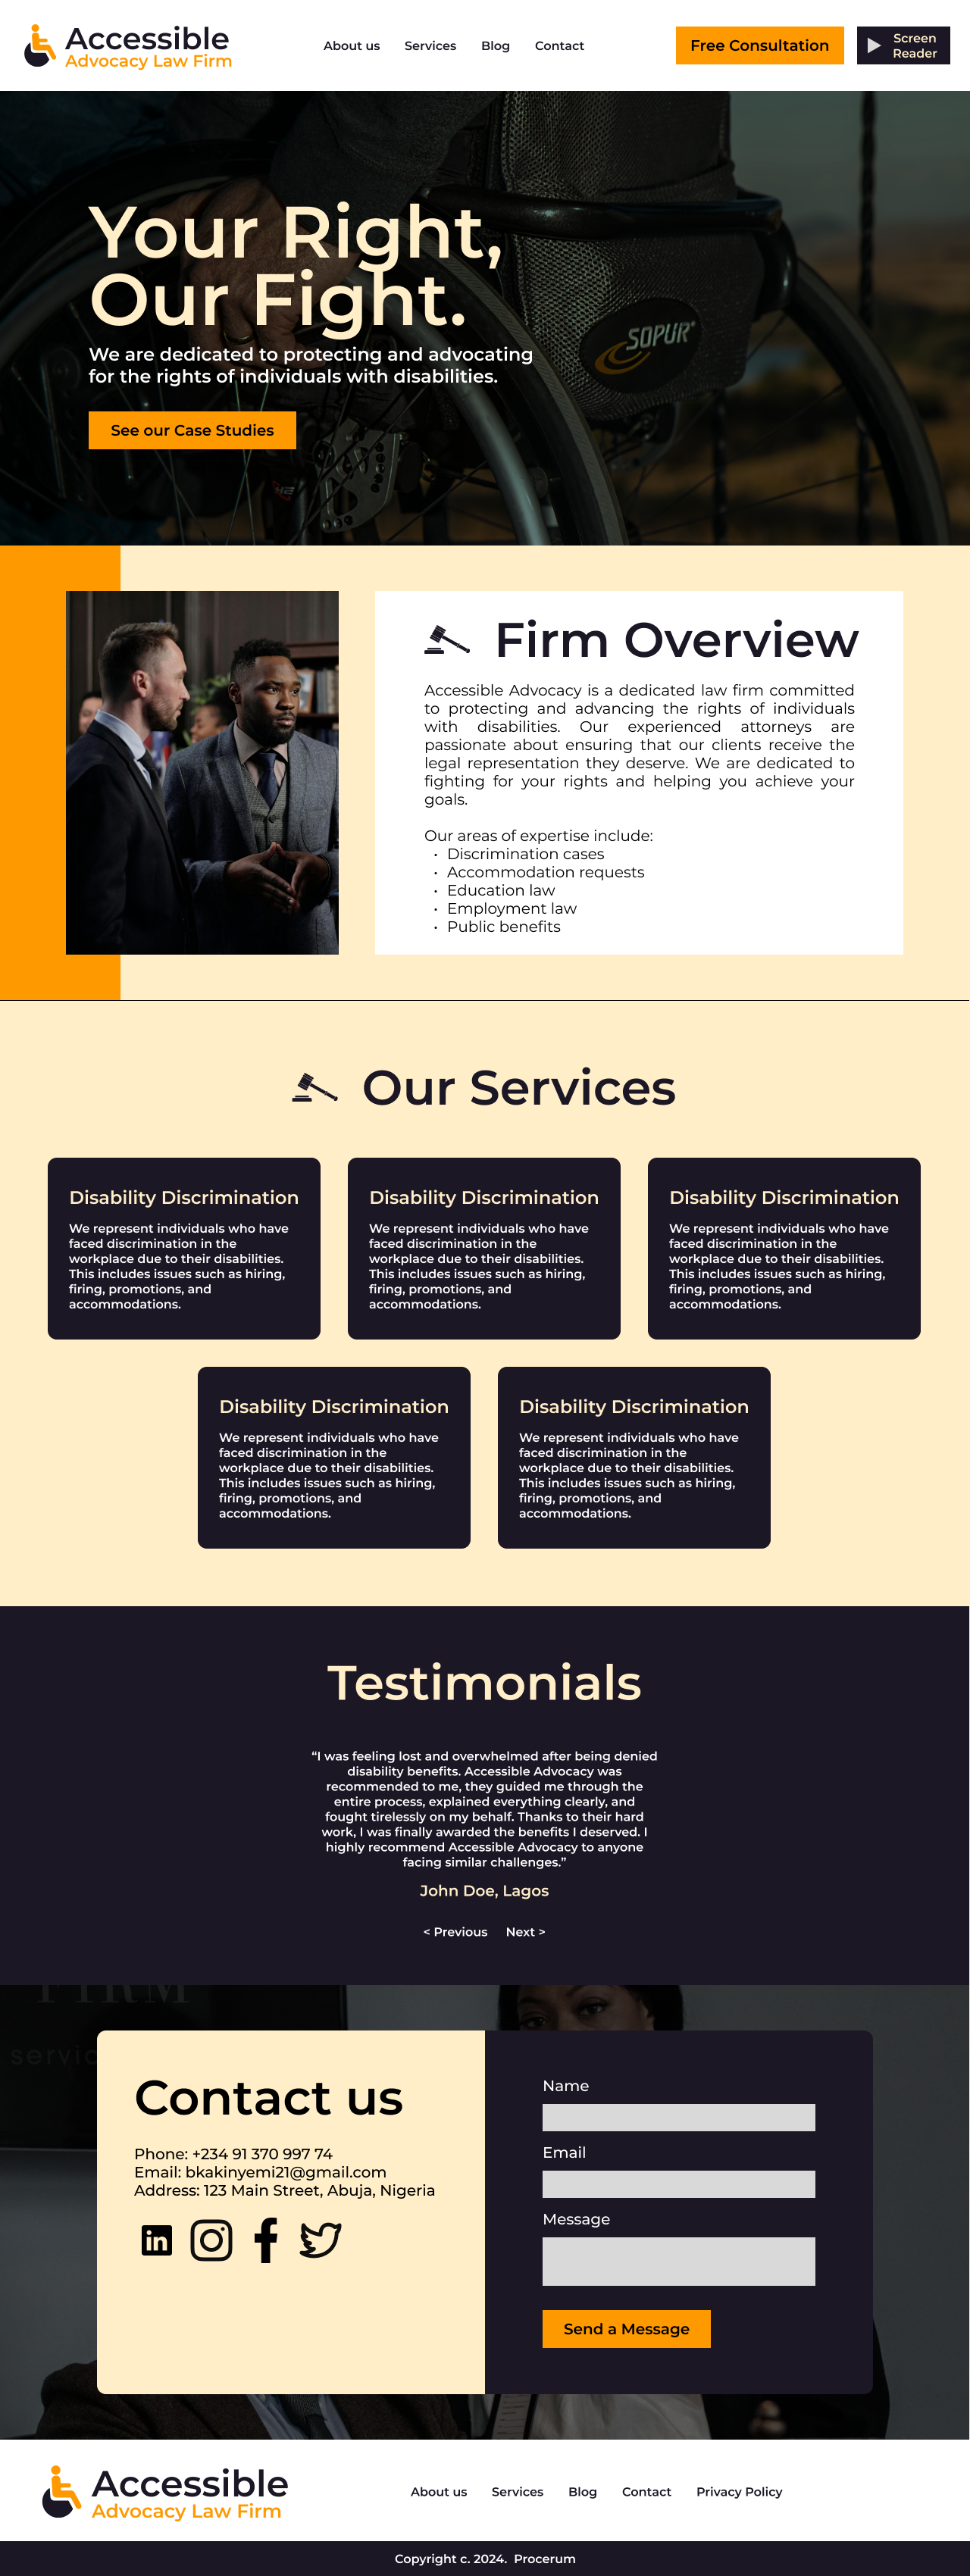 Accessible
Advocacy Law Firm
About us Services Blog Contact
Free Consultation
Screen
Reader
Your Right,
Our Fight.
We are dedicated to protecting and advocating
for the rights of individuals with disabilities.
See our Case Studies
SOPUR
Firm Overview
Accessible Advocacy is a dedicated law firm committed
to protecting and advancing the rights of individuals
with disabilities. Our experienced attorneys are
passionate about ensuring that our clients receive the
legal representation they deserve. We are dedicated to
fighting for your rights and helping you achieve your
goals.
Our areas of expertise include:
• Discrimination cases
• Accommodation requests
• Education law
• Employment law
• Public benefits
Our Services
Disability Discrimination
We represent individuals who have
faced discrimination in the
workplace due to their disabilities.
This includes issues such as hiring,
firing, promotions, and
accommodations.
Disability Discrimination
We represent individuals who have
faced discrimination in the
workplace due to their disabilities.
This includes issues such as hiring,
firing, promotions, and
accommodations.
Disability Discrimination
We represent individuals who have
faced discrimination in the
workplace due to their disabilities.
This includes issues such as hiring,
firing, promotions, and
accommodations.
Disability Discrimination
We represent individuals who have
faced discrimination in the
workplace due to their disabilities.
This includes issues such as hiring,
firing, promotions, and
accommodations.
Disability Discrimination
We represent individuals who have
faced discrimination in the
workplace due to their disabilities.
This includes issues such as hiring,
firing, promotions, and
accommodations.
Testimonials
“I was feeling lost and overwhelmed after being denied
disability benefits. Accessible Advocacy was
recommended to me, they guided me through the
entire process, explained everything clearly, and
fought tirelessly on my behalf. Thanks to their hard
work, I was finally awarded the benefits I deserved. I
highly recommend Accessible Advocacy to anyone
facing similar challenges.”
John Doe, Lagos
< Previous Next >
FIRM
servic
Contact us
Phone: +234 91 370 997 74
Email: bkakinyemi21@gmail.com
Address: 123 Main Street, Abuja, Nigeria
in
Name
Email
Message
Send a Message
Accessible
Advocacy Law Firm
About us Services Blog Contact Privacy Policy
Copyright c. 2024. Procerum